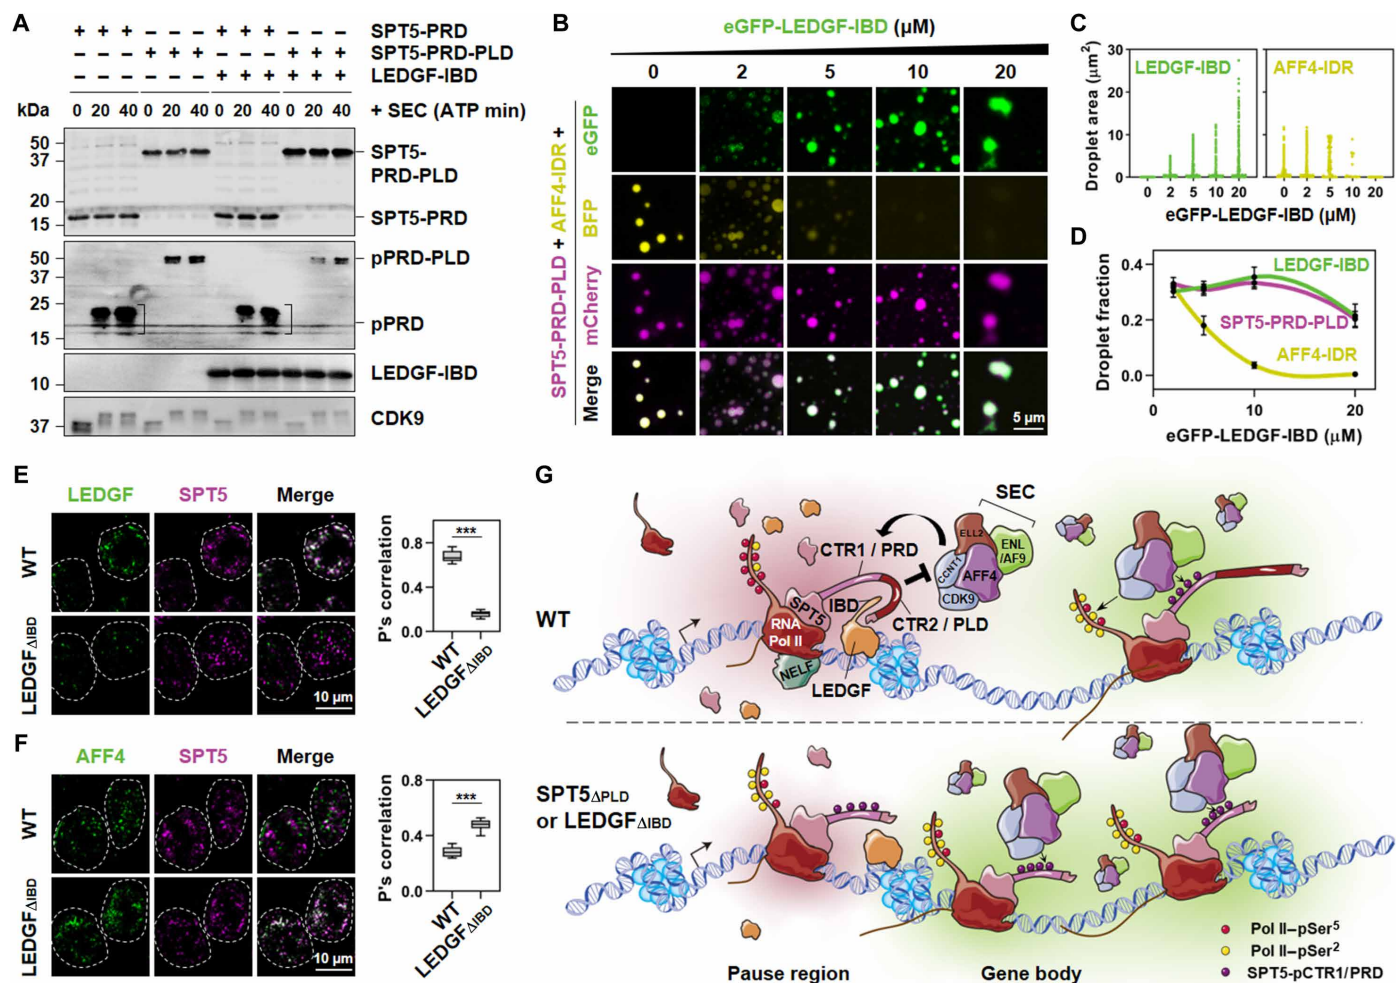 A
– + + + – – – + + + – – – SPT5-PRD
– – – + + + – – – + + + SPT5-PRD-PLD
– – – – – – + + + + + + LEDGF-IBD
kDa
0 20 40 0 20 40 0 20 40 0 20 40 + SEC (ATP min)
50
37
20
15
SPT5-
PRD-PLD
SPT5-PRD
50
37
25
15
pPRD-PLD
pPRD
10
LEDGF-IBD
37
CDK9
B
eGFP-LEDGF-IBD (µM)
0 2 5 10 20
SPT5-PRD-PLD + AFF4-IDR +
eGFP
BFP
mCherry
Merge
5 µm
C
Droplet area (µm²)
30
20
10
0
LEDGF-IBD
AFF4-IDR
0 2 5 10 20
0 2 5 10 20
eGFP-LEDGF-IBD (µM)
D
Droplet fraction
0.4
0.2
0.0
LEDGF-IBD
SPT5-PRD-PLD
AFF4-IDR
0 10 20
eGFP-LEDGF-IBD (µM)
E
LEDGF SPT5 Merge
WT
LEDGFΔIBD
10 µm
P's correlation
0.8
0.4
0.0
***
WT
LEDGFΔIBD
F
AFF4 SPT5 Merge
WT
LEDGFΔIBD
10 µm
P's correlation
0.8
0.4
0.0
***
WT
LEDGFΔIBD
G
WT
SEC
ELL2
ENL
/AF9
CCNT1
AFF4
CDK9
CTR1 / PRD
SPT5
IBD
CTR2 / PLD
RNA
Pol II
NELF
LEDGF
SPT5ΔPLD
or LEDGFΔIBD
Pause region
Gene body
Pol II–pSer⁵
Pol II–pSer²
SPT5-pCTR1/PRD